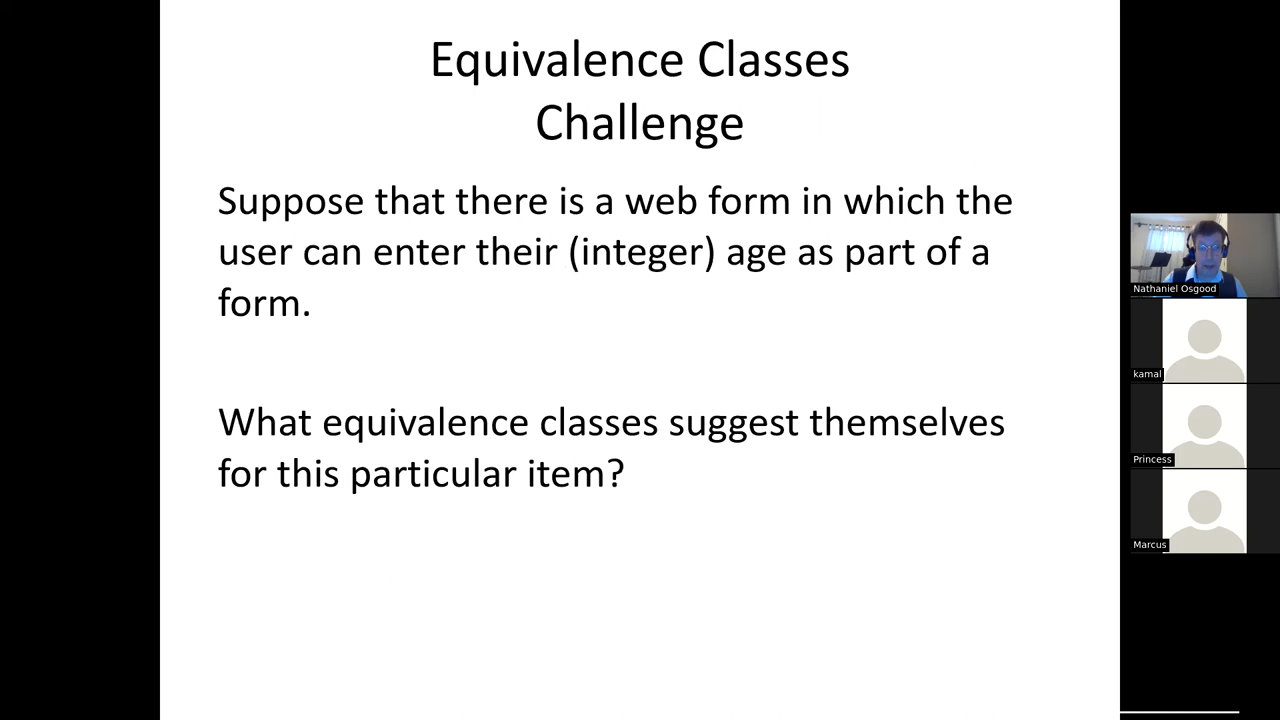 Equivalence Classes
Challenge
Suppose that there is a web form in which the
user can enter their (integer) age as part of a
form.
What equivalence classes suggest themselves
for this particular item?
Nathaniel Osgood
kamal
Princess
Marcus